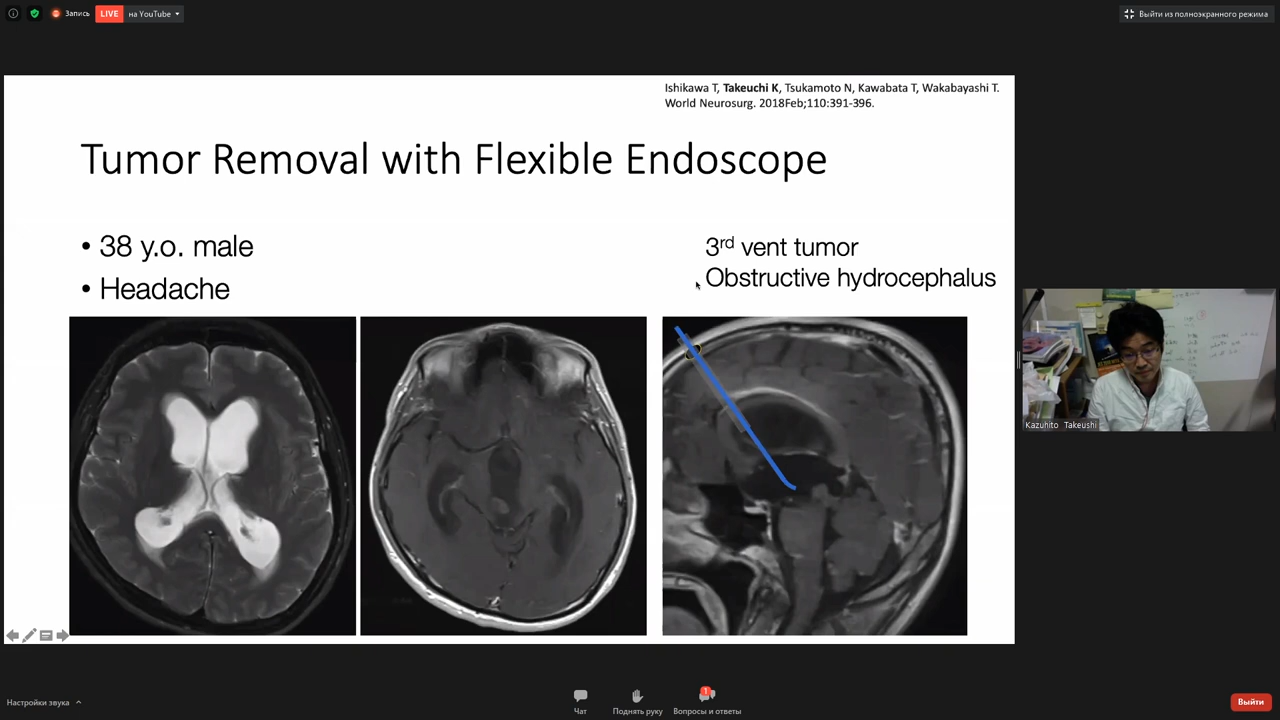 Запись
LIVE на YouTube
Выйти из полноэкранного режима
Ishikawa T, Takeuchi K, Tsukamoto N, Kawabata T, Wakabayashi T.
World Neurosurg. 2018Feb;110:391-396.
Tumor Removal with Flexible Endoscope
• 38 y.o. male
• Headache
3rd vent tumor
Obstructive hydrocephalus
Kazuhito Takeushi
Настройки звука
Чат
Поднять руку
1
Вопросы и ответы
Выйти